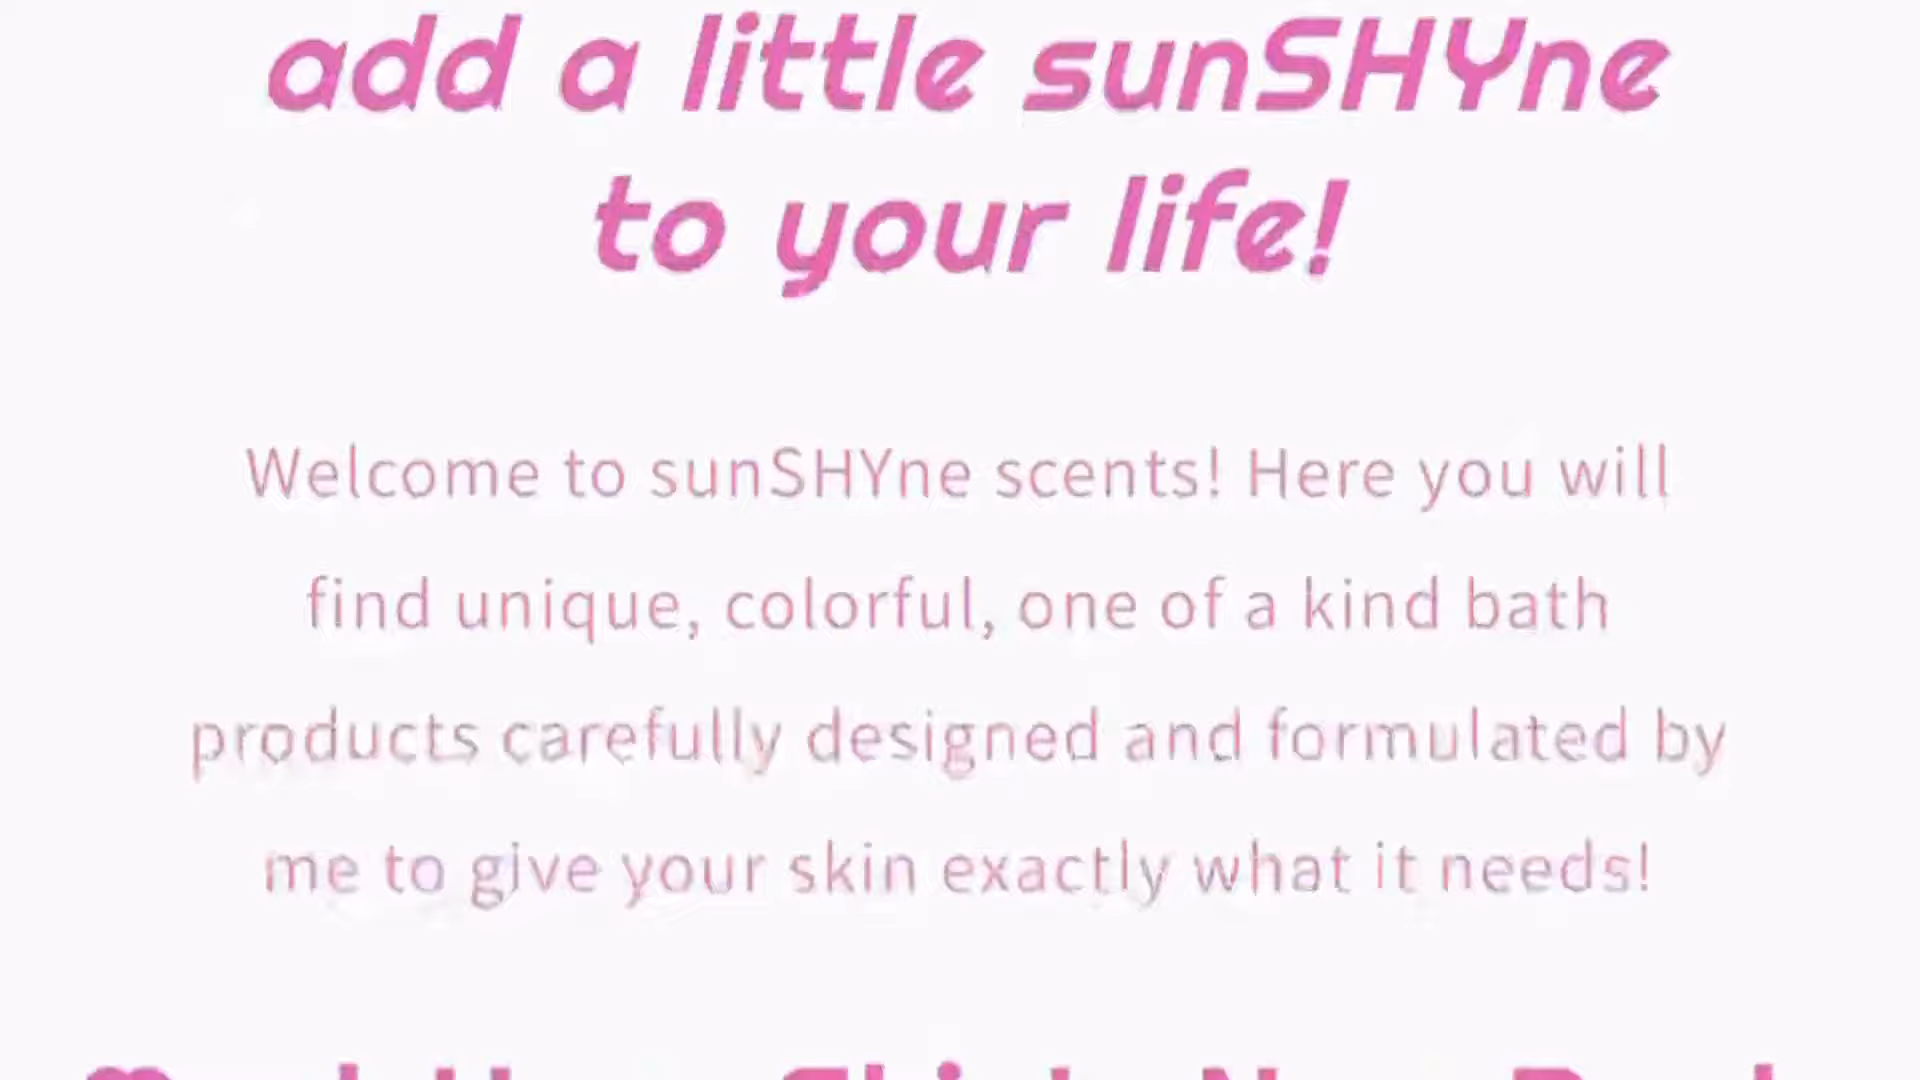 add a little sunSHYne
to your life!
Welcome to sunSHYne scents! Here you will
find unique, colorful, one of a kind bath
products carefully designed and formulated by
me to give your skin exactly what it needs!